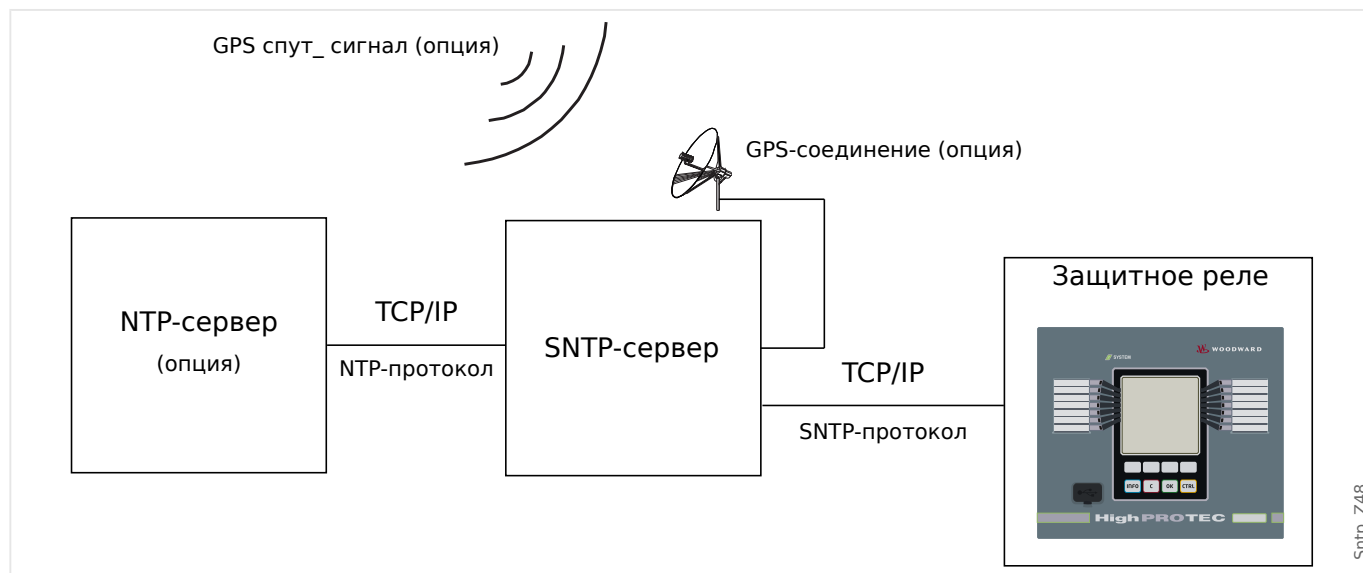 GPS спут_ сигнал (опция)
GPS-соединение (опция)
NTP-сервер
(опция)
TCP/IP
NTP-протокол
SNTP-сервер
TCP/IP
SNTP-протокол
Защитное реле
WOODWARD
SYSTEM
INFO C OK CTRL
HighPROTEC
Sntp_Z48